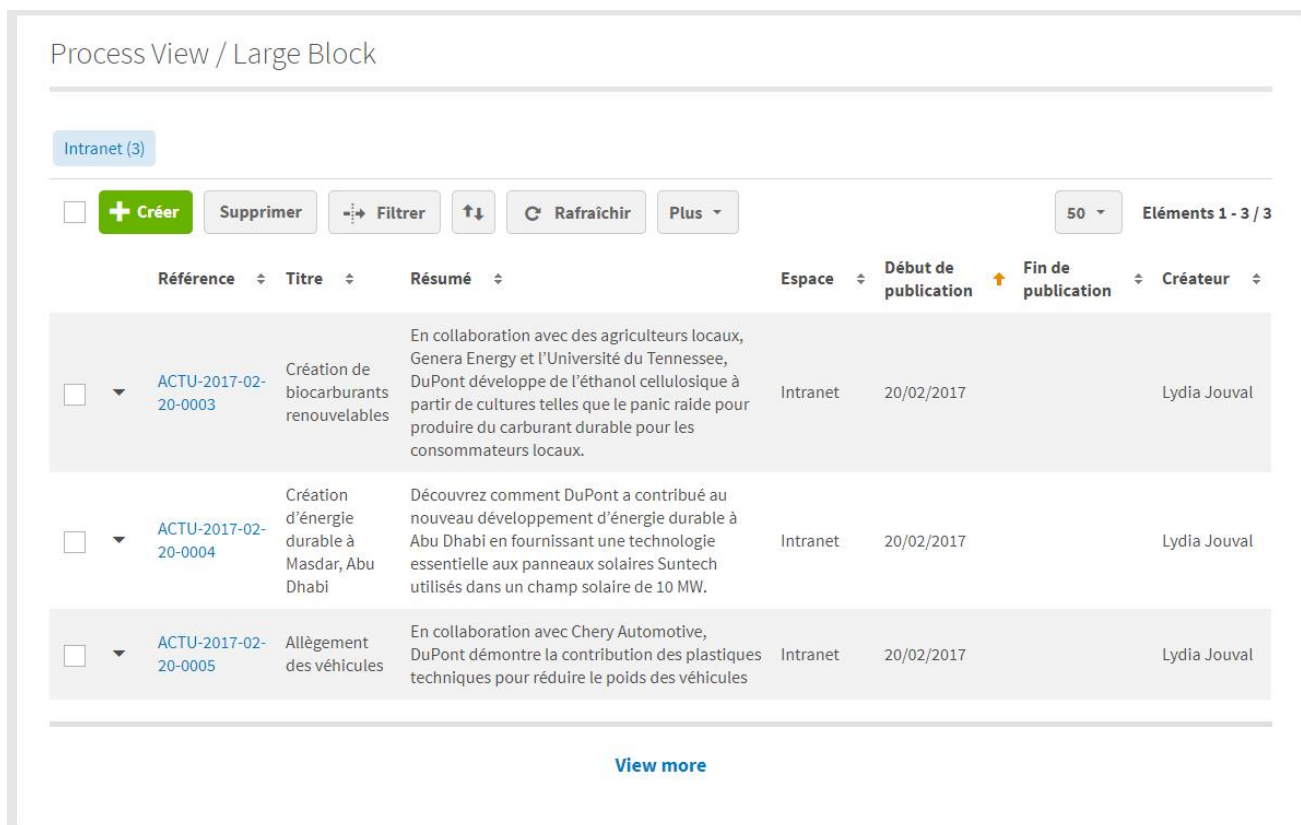 Process View / Large Block
Intranet (3)
Créer Supprimer Filtrer Rafraîchir Plus 50 Eléments 1 - 3 / 3
Référence Titre Résumé Espace Début de publication Fin de publication Créateur
ACTU-2017-02-
20-0003
Création de
biocarburants
renouvelables
En collaboration avec des agriculteurs locaux,
Genera Energy et l’Université du Tennessee,
DuPont développe de l’éthanol cellulosique à
partir de cultures telles que le panic raide pour
produire du carburant durable pour les
consommateurs locaux.
Intranet
20/02/2017
Lydia Jouval
ACTU-2017-02-
20-0004
Création
d’énergie
durable à
Masdar, Abu
Dhabi
Découvrez comment DuPont a contribué au
nouveau développement d’énergie durable à
Abu Dhabi en fournissant une technologie
essentielle aux panneaux solaires Suntech
utilisés dans un champ solaire de 10 MW.
Intranet
20/02/2017
Lydia Jouval
ACTU-2017-02-
20-0005
Allègement
des véhicules
En collaboration avec Chery Automotive,
DuPont démontre la contribution des plastiques
techniques pour réduire le poids des véhicules
Intranet
20/02/2017
Lydia Jouval
View more